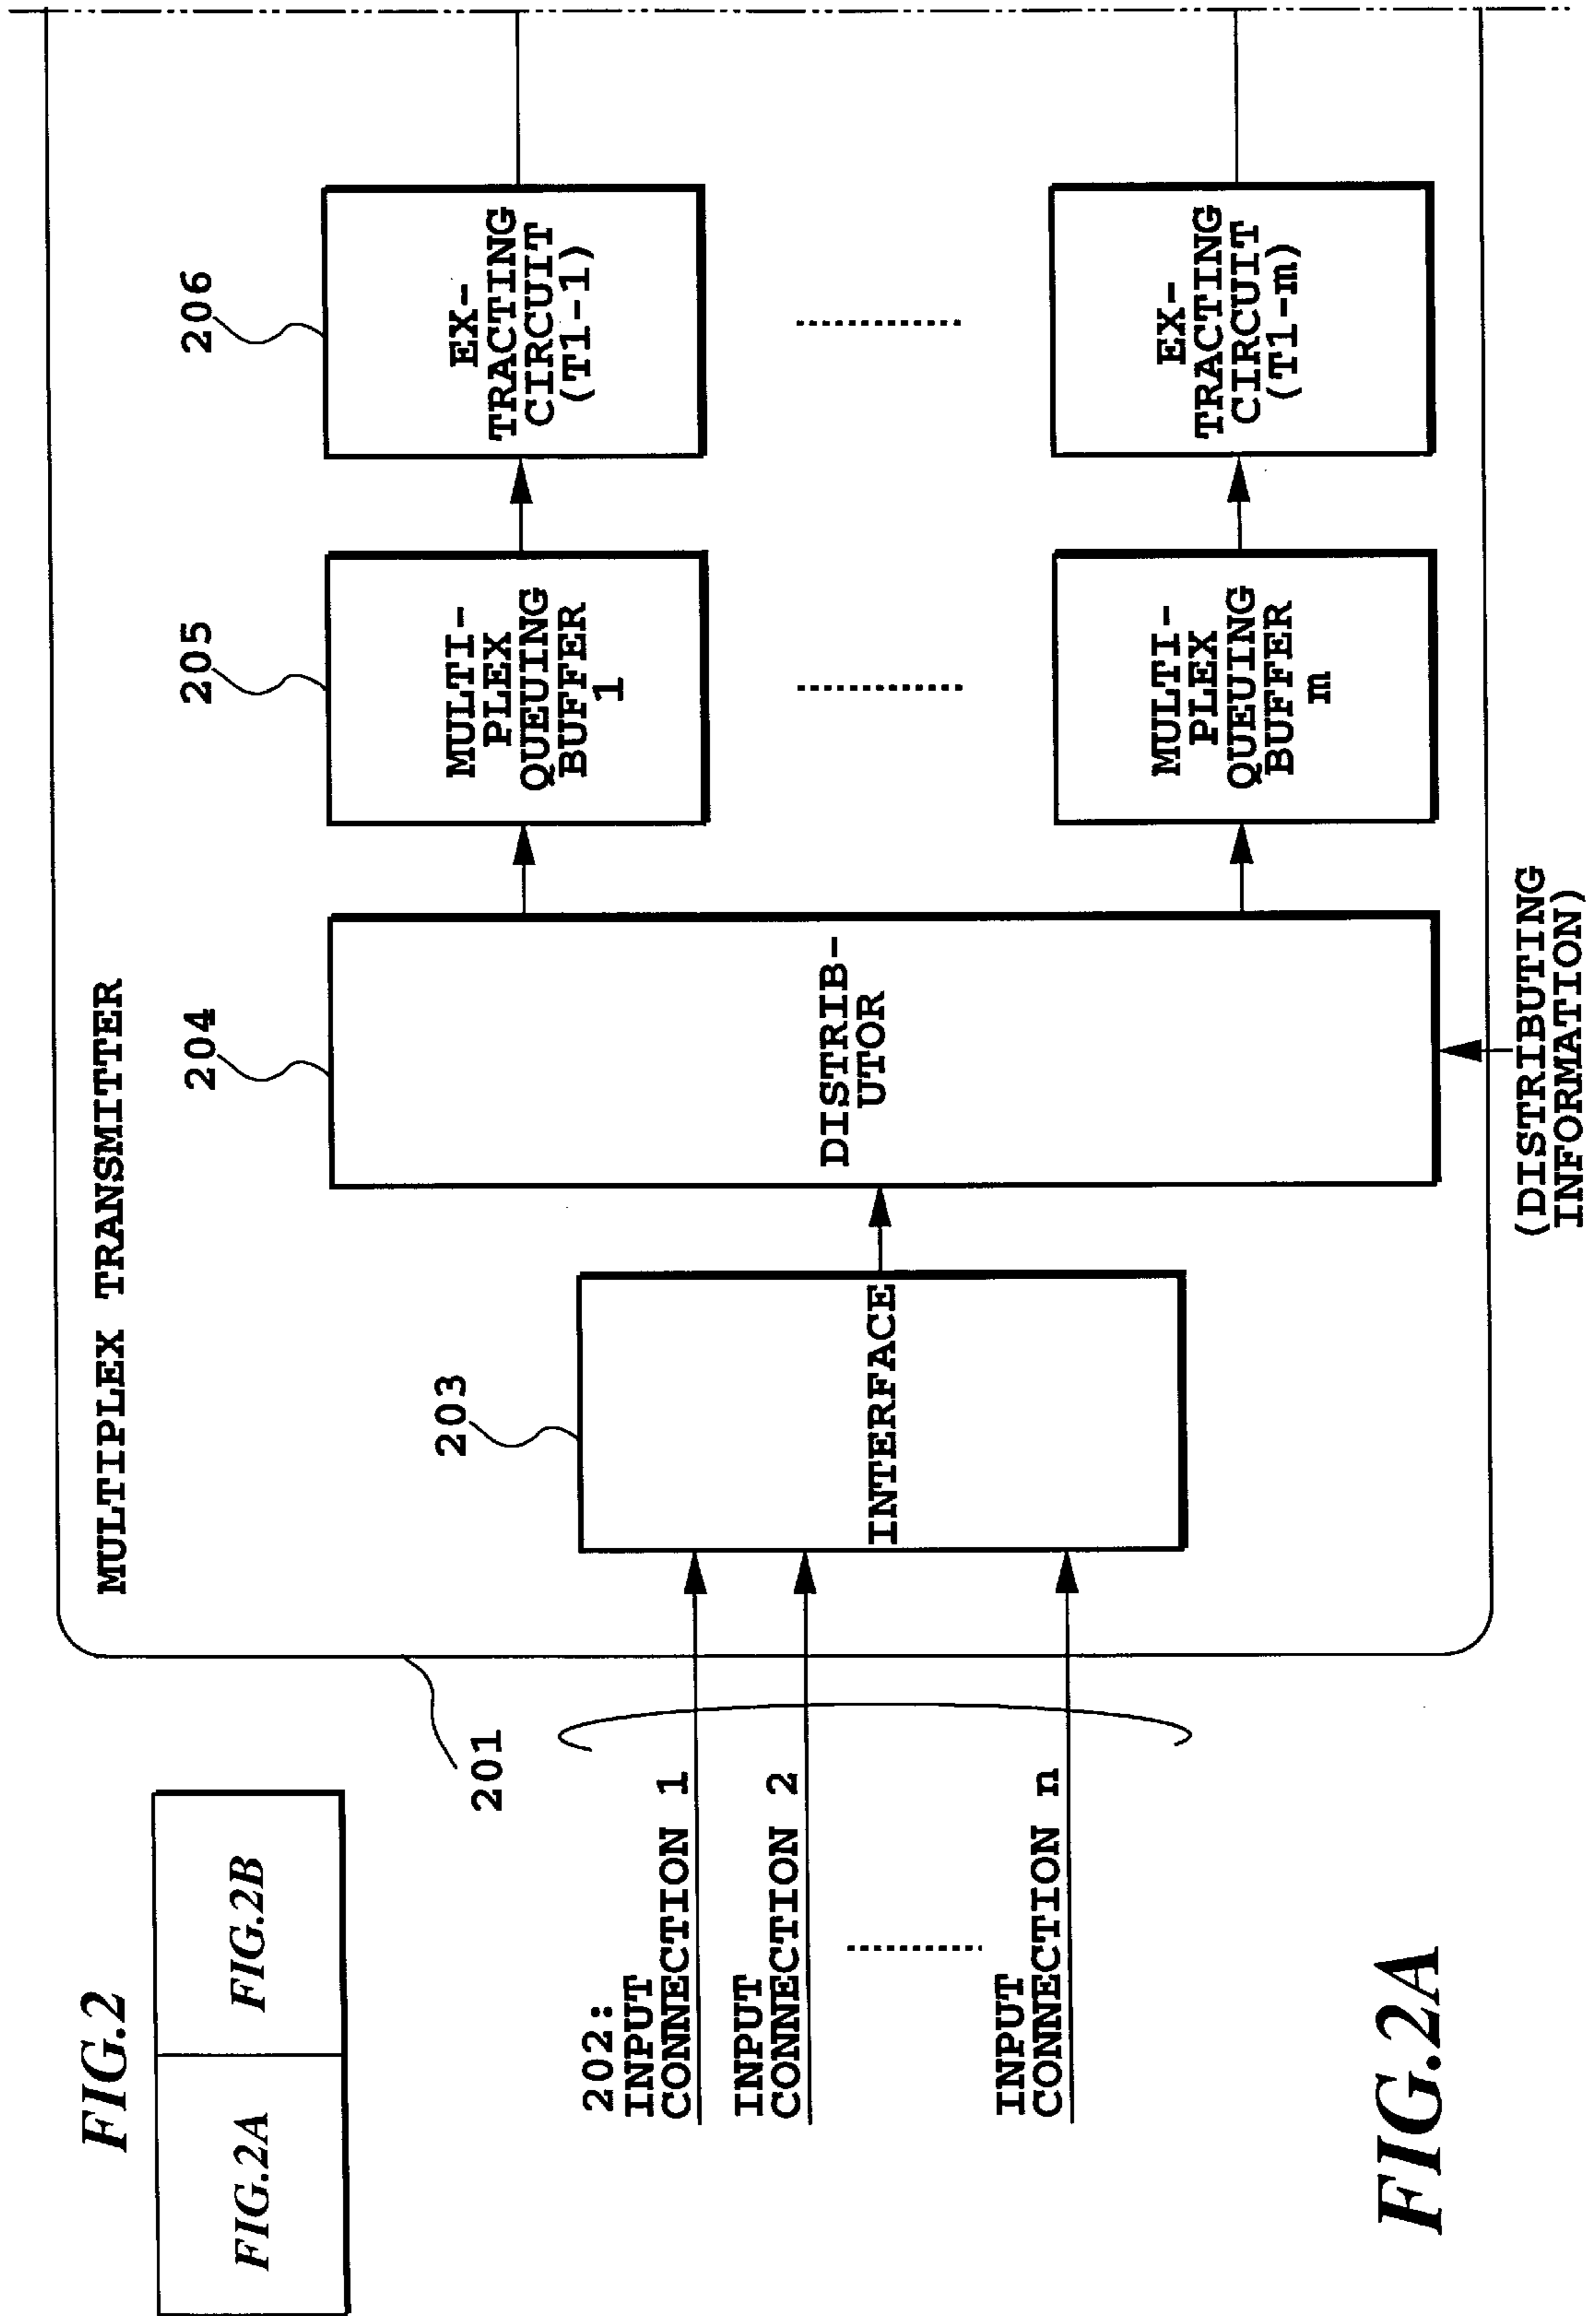 FIG.2
FIG.2A
FIG.2B
MULTIPLEX TRANSMITTER
201
202:
INPUT
CONNECTION 1
INPUT
CONNECTION 2
INPUT
CONNECTION n
203
INTERFACE
204
DISTRIB-
UTOR
(DISTRIBUTING
INFORMATION)
205
MULTI-
PLEX
QUEUING
BUFFER
1
MULTI-
PLEX
QUEUING
BUFFER
m
206
EX-
TRACTING
CIRCUIT
(T1-1)
EX-
TRACTING
CIRCUIT
(T1-m)
FIG.2A